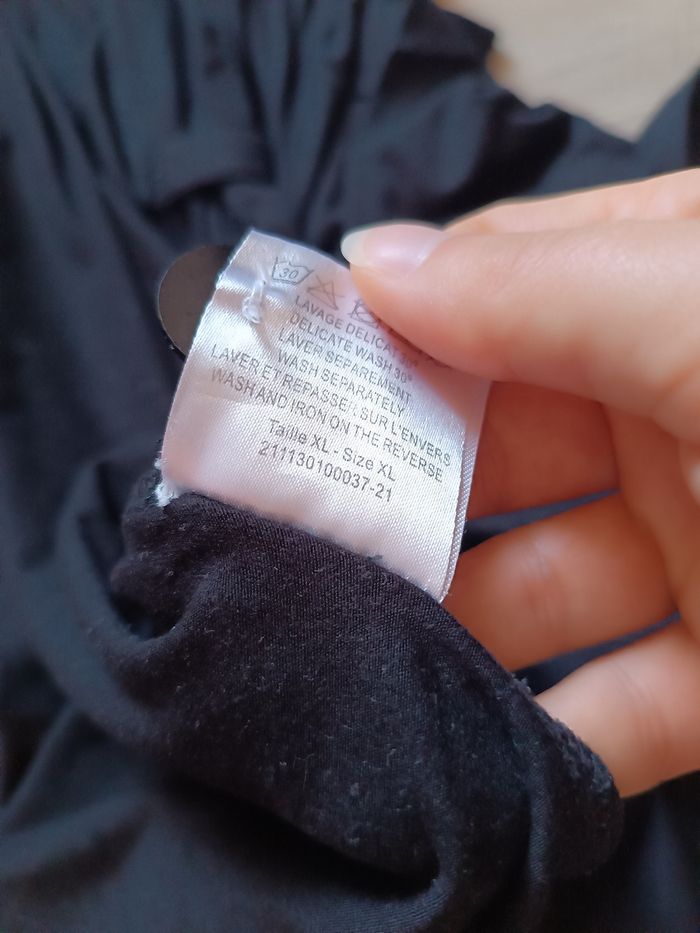 30
LAVAGE DELICAT 30°
DELICATE WASH 30°
LAVER SEPAREMENT
WASH SEPARATELY
LAVER ET REPASSER SUR L'ENVERS
WASH AND IRON ON THE REVERSE
Taille XL - Size XL
211130100037-21